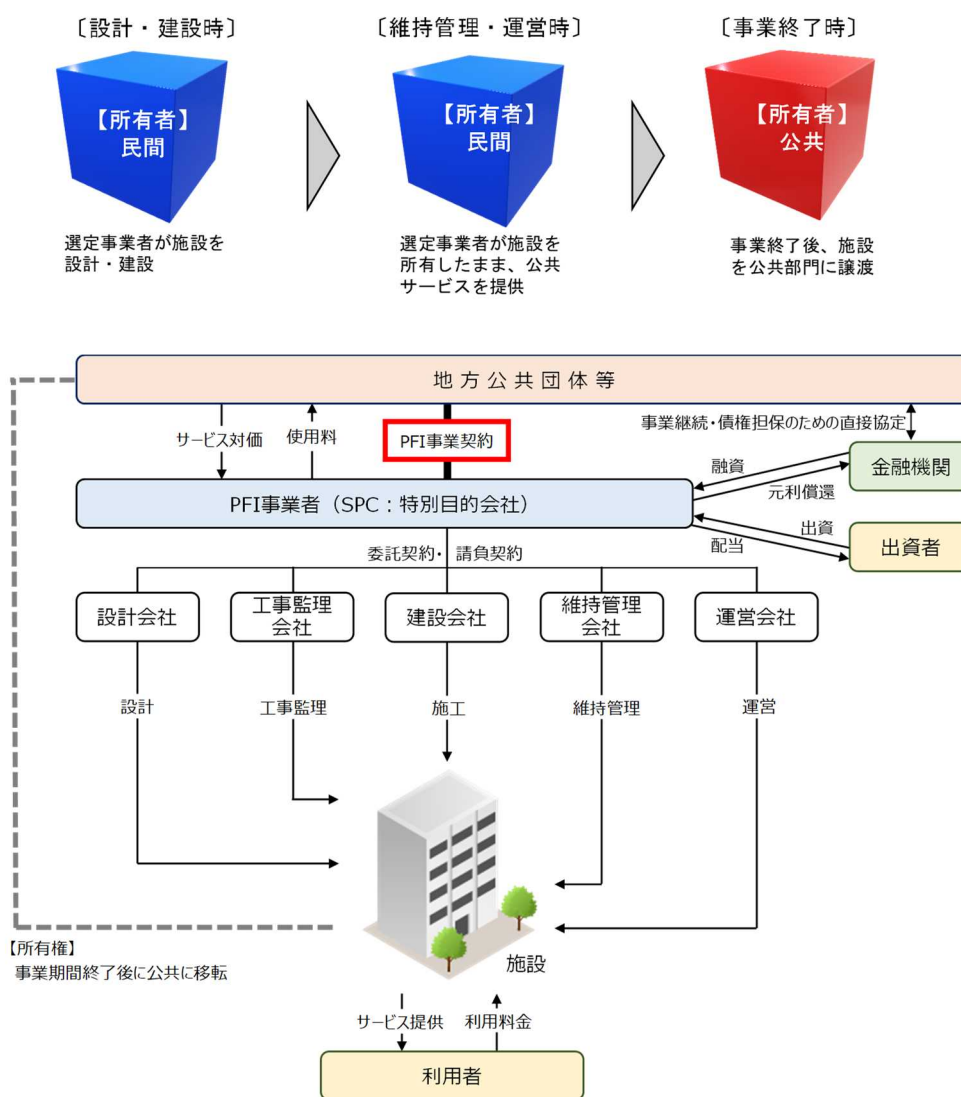 〔設計・建設時〕
〔維持管理・運営時〕
〔事業終了時〕
【所有者】
民間
【所有者】
民間
【所有者】
公共
選定事業者が施設を
設計・建設
選定事業者が施設を
所有したまま、公共
サービスを提供
事業終了後、施設
を公共部門に譲渡
地方公共団体等
サービス対価
使用料
PFI事業契約
事業継続・債権担保のための直接協定
融資
金融機関
元利償還
PFI事業者（SPC：特別目的会社）
出資
配当
出資者
委託契約・請負契約
設計会社
工事監理
会社
建設会社
維持管理
会社
運営会社
設計
工事監理
施工
維持管理
運営
【所有権】
事業期間終了後に公共に移転
施設
サービス提供
利用料金
利用者